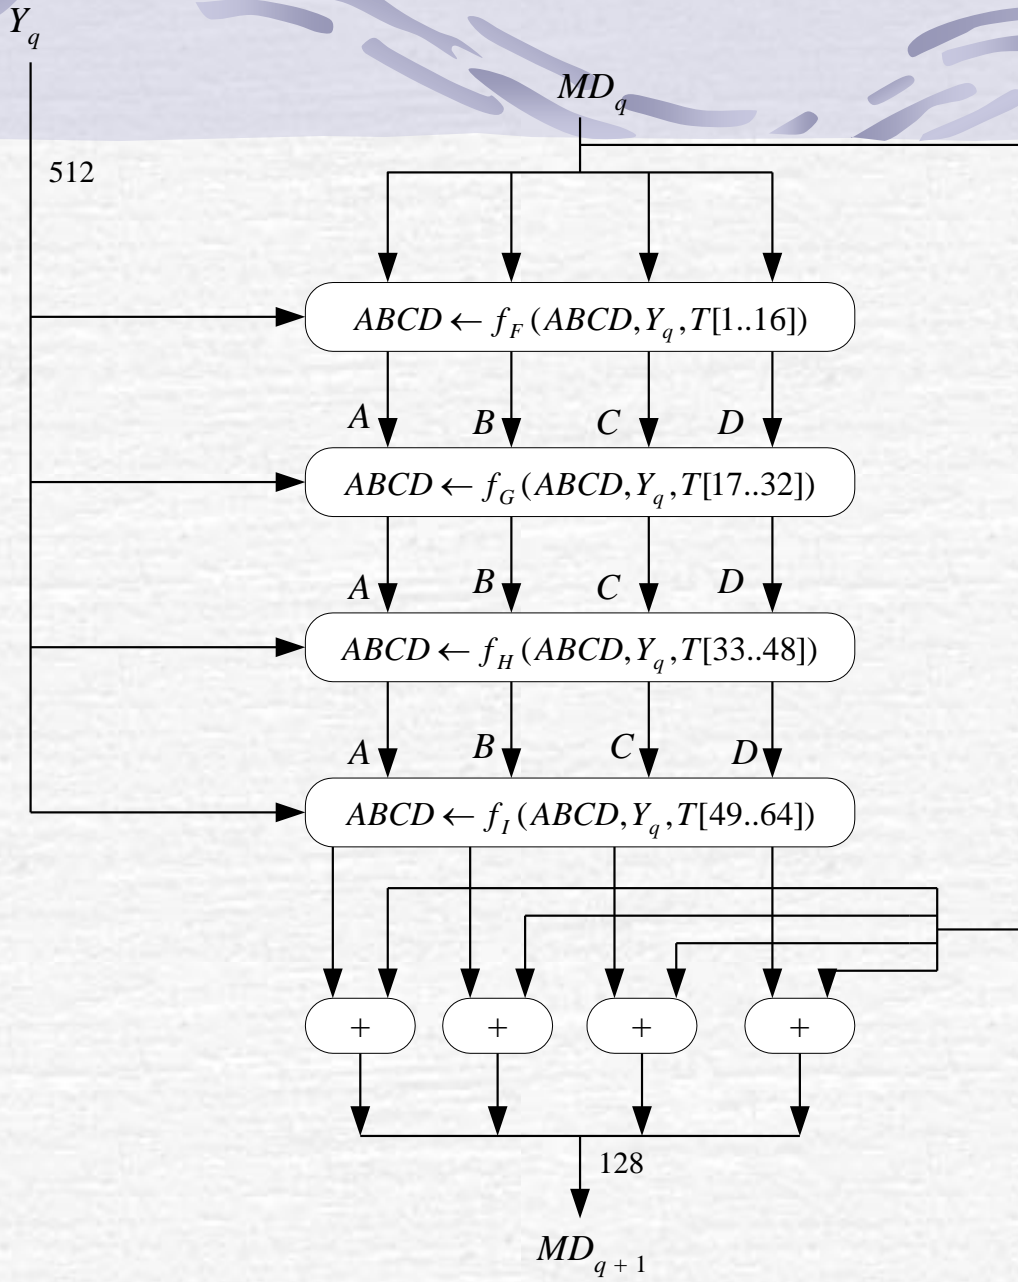 Y_q
MD_q
512
ABCD ← f_F (ABCD, Y_q, T[1..16])
A B C D
ABCD ← f_G (ABCD, Y_q, T[17..32])
A B C D
ABCD ← f_H (ABCD, Y_q, T[33..48])
A B C D
ABCD ← f_I (ABCD, Y_q, T[49..64])
+ + + +
128
MD_{q+1}